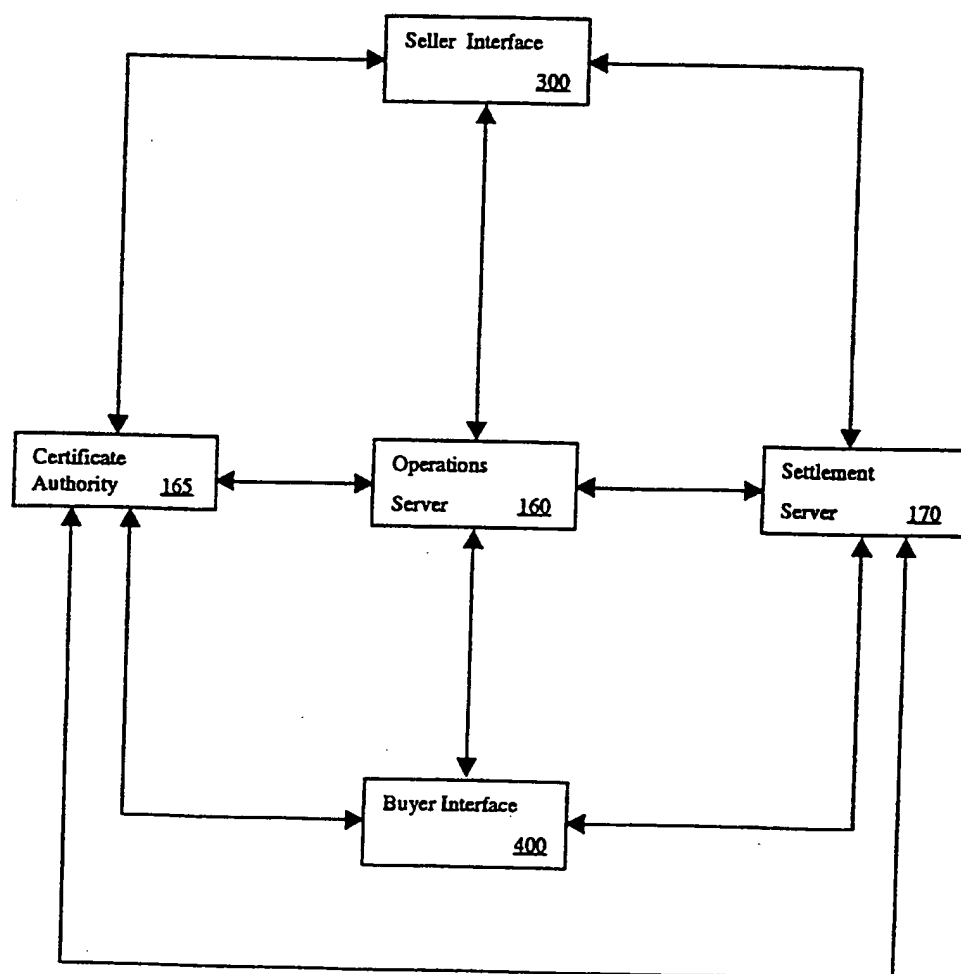 Seller Interface
300
Certificate
Authority 165
Operations
Server 160
Settlement
Server 170
Buyer Interface
400